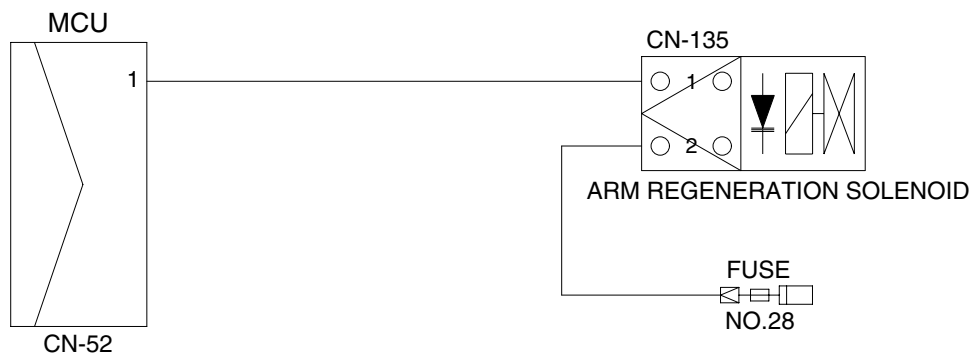 MCU
CN-135
1
1
2
ARM REGENERATION SOLENOID
FUSE
NO.28
CN-52